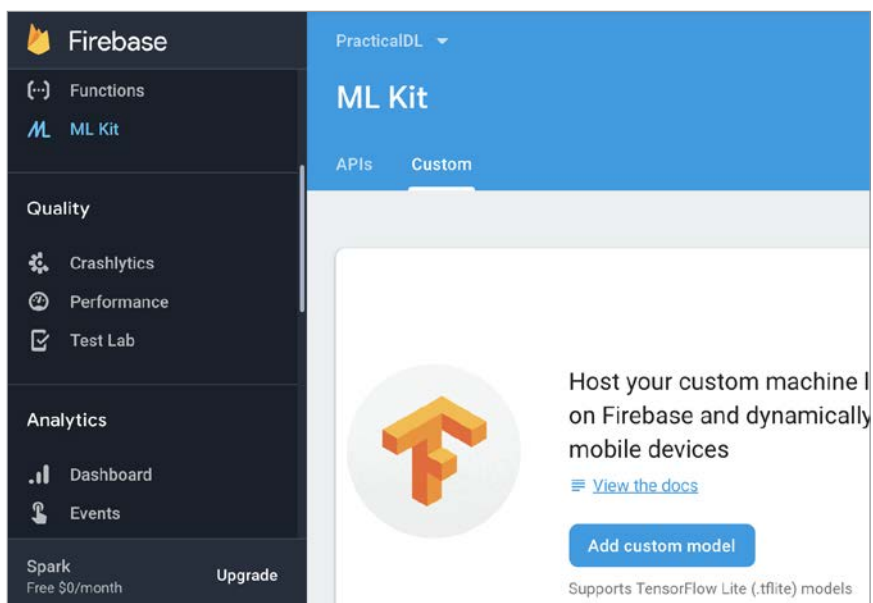 Firebase
Functions
ML Kit
Quality
Crashlytics
Performance
Test Lab
Analytics
Dashboard
Events
Spark
Free $0/month
Upgrade
PracticalDL
ML Kit
APIs Custom
Host your custom machine l
on Firebase and dynamically
mobile devices
View the docs
Add custom model
Supports TensorFlow Lite (.tflite) models